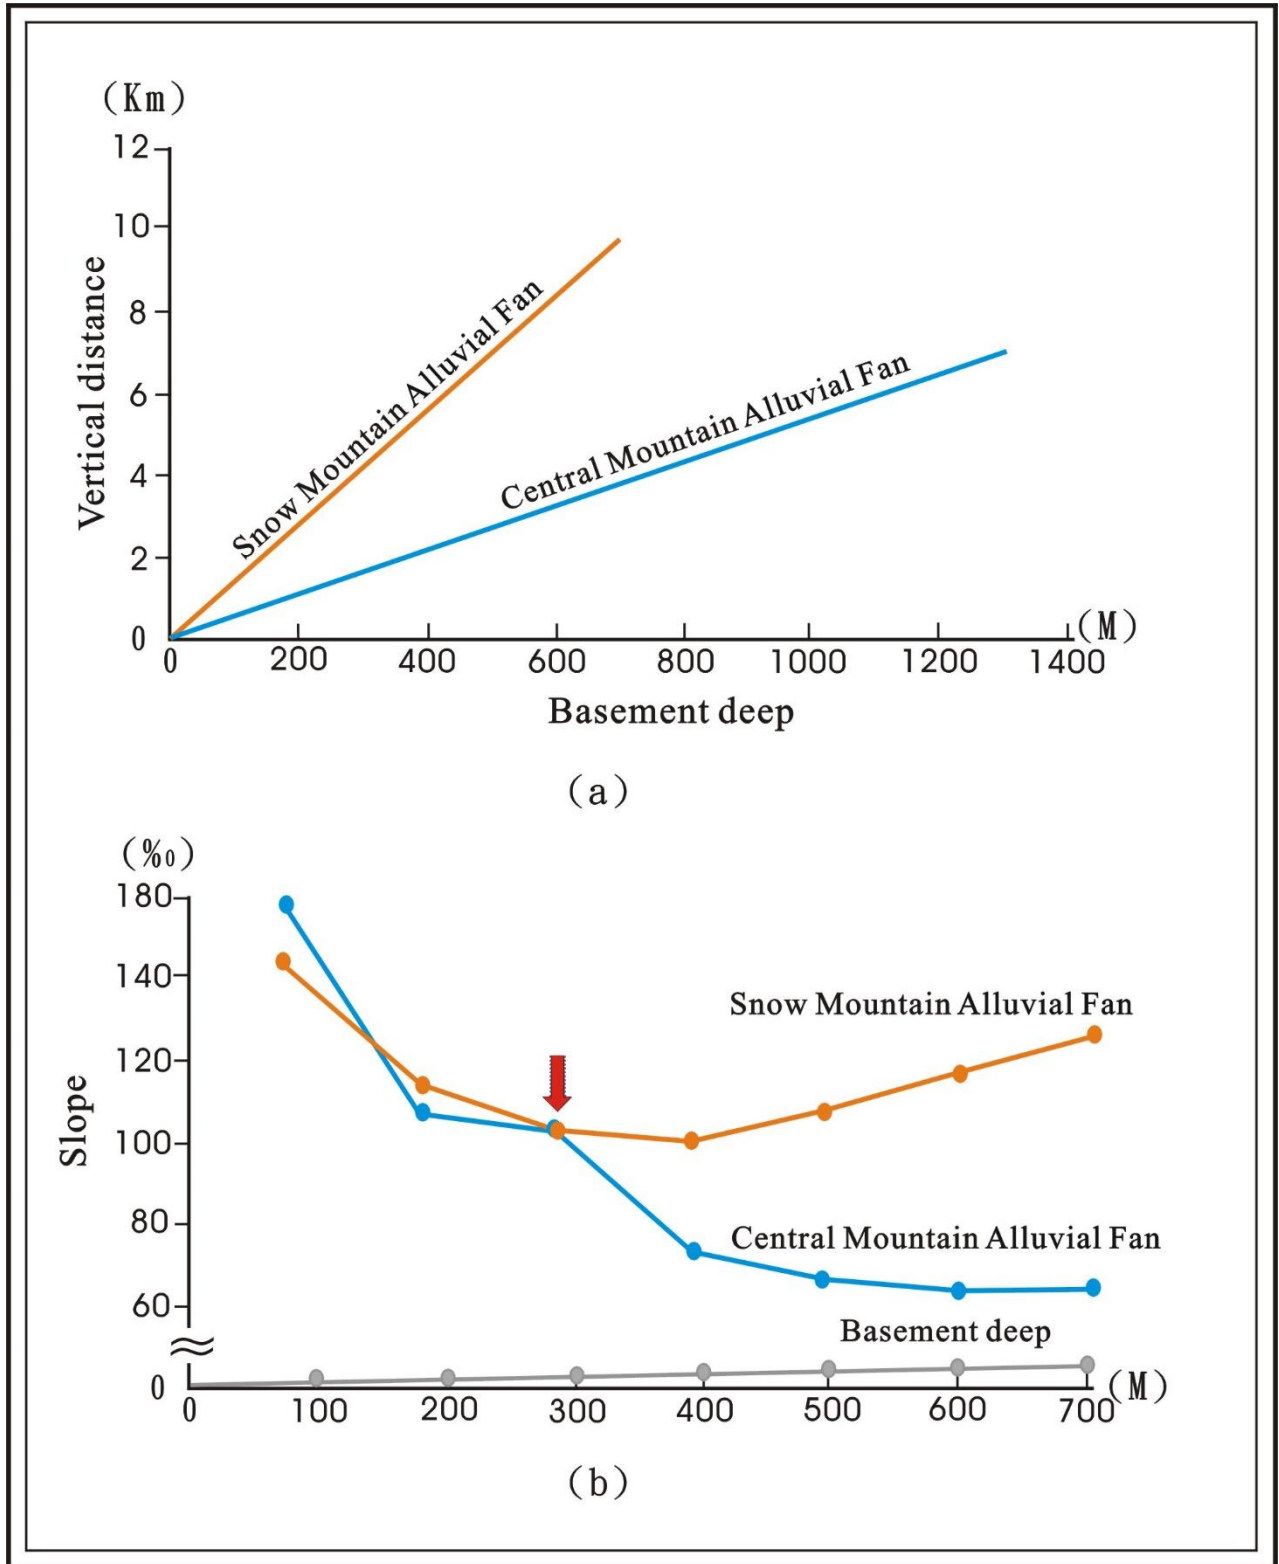 (Km)
12
10
8
6
4
2
0
Vertical distance
Snow Mountain Alluvial Fan
Central Mountain Alluvial Fan
0 200 400 600 800 1000 1200 1400 (M)
Basement deep
(a)
(‰)
180
140
120
100
80
60
0
Slope
Snow Mountain Alluvial Fan
Central Mountain Alluvial Fan
Basement deep
0 100 200 300 400 500 600 700 (M)
(b)